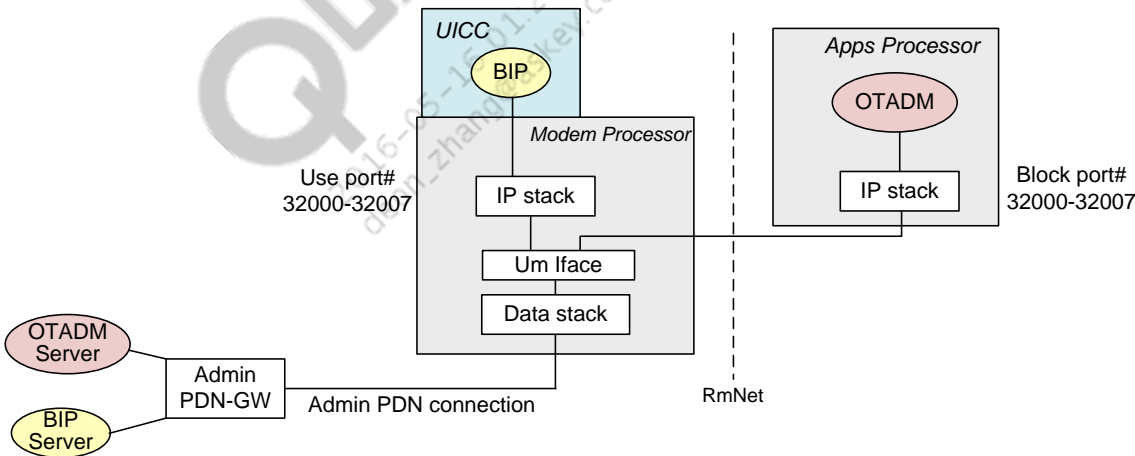 UICC
BIP
Modem Processor
Use port#
32000-32007
IP stack
Um Iface
Data stack
Apps Processor
OTADM
IP stack
Block port#
32000-32007
RmNet
OTADM
Server
BIP
Server
Admin
PDN-GW
Admin PDN connection